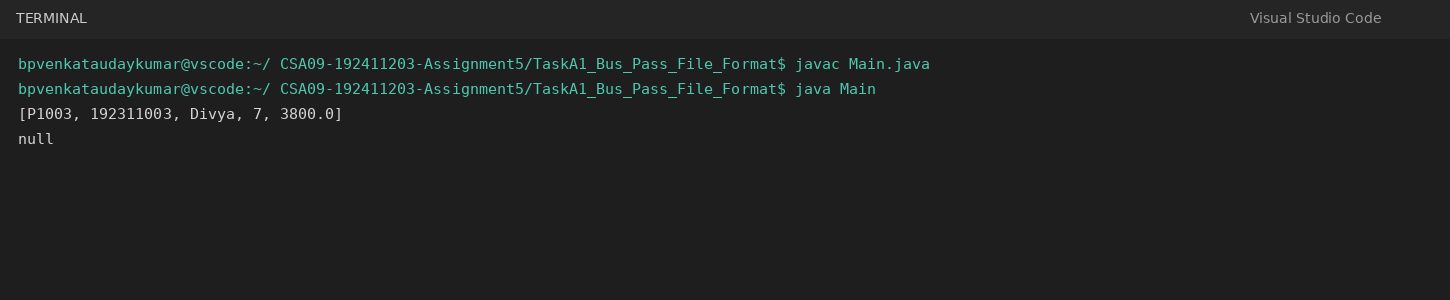 TERMINAL
Visual Studio Code
bpvenkataudaykumar@vscode:~/ CSA09-192411203-Assignment5/TaskA1_Bus_Pass_File_Format$ javac Main.java
bpvenkataudaykumar@vscode:~/ CSA09-192411203-Assignment5/TaskA1_Bus_Pass_File_Format$ java Main
[P1003, 192311003, Divya, 7, 3800.0]
null